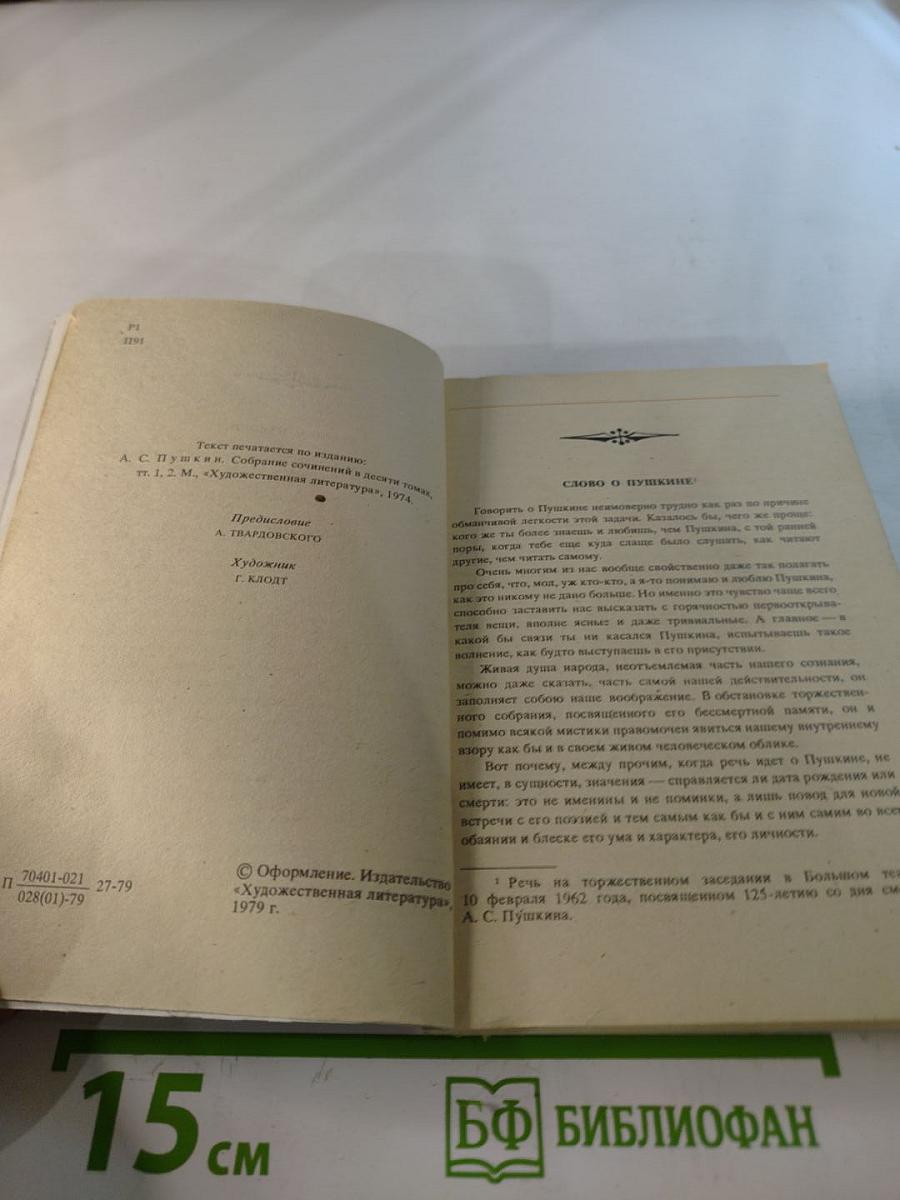 Р1
П91
Текст печатается по изданию:
А. С. Пушкин. Собрание сочинений в десяти томах,
тт. 1, 2. М., «Художественная литература», 1974.
Предисловие
А. ТВАРДОВСКОГО
Художник
Г. КЛОДТ
П 70401-021 27-79
028(01)-79
© Оформление. Издательство
«Художественная литература»,
1979 г.
СЛОВО О ПУШКИНЕ¹
Говорить о Пушкине неимоверно трудно как раз по причине
обманчивой легкости этой задачи. Казалось бы, чего же проще:
кого же ты более знаешь и любишь, чем Пушкина, с той ранней
поры, когда тебе еще куда слаще было слушать, как читают
другие, чем читать самому.
Очень многим из нас вообще свойственно даже так полагать
про себя, что, мол, уж кто-кто, а я-то понимаю и люблю Пушкина,
как это никому не дано больше. Но именно это чувство чаще всего
способно заставить нас высказать с горячностью первооткрыва-
теля вещи, вполне ясные и даже тривиальные. А главное — в
какой бы связи ты ни касался Пушкина, испытываешь такое
волнение, как будто выступаешь в его присутствии.
Живая душа народа, неотъемлемая часть нашего сознания,
можно даже сказать, часть самой нашей действительности, он
заполняет собою наше воображение. В обстановке торжествен-
ного собрания, посвященного его бессмертной памяти, он и
помимо всякой мистики правомочен явиться нашему внутреннему
взору как бы и в своем живом человеческом облике.
Вот почему, между прочим, когда речь идет о Пушкине, не
имеет, в сущности, значения — справляется ли дата рождения или
смерти: это не именины и не поминки, а лишь повод для новой
встречи с его поэзией и тем самым как бы и с ним самим во всем
обаянии и блеске его ума и характера, его личности.
¹ Речь на торжественном заседании в Большом теа
10 февраля 1962 года, посвященном 125-летию со дня сме
А. С. Пушкина.
15 см
БФ БИБЛИОФАН